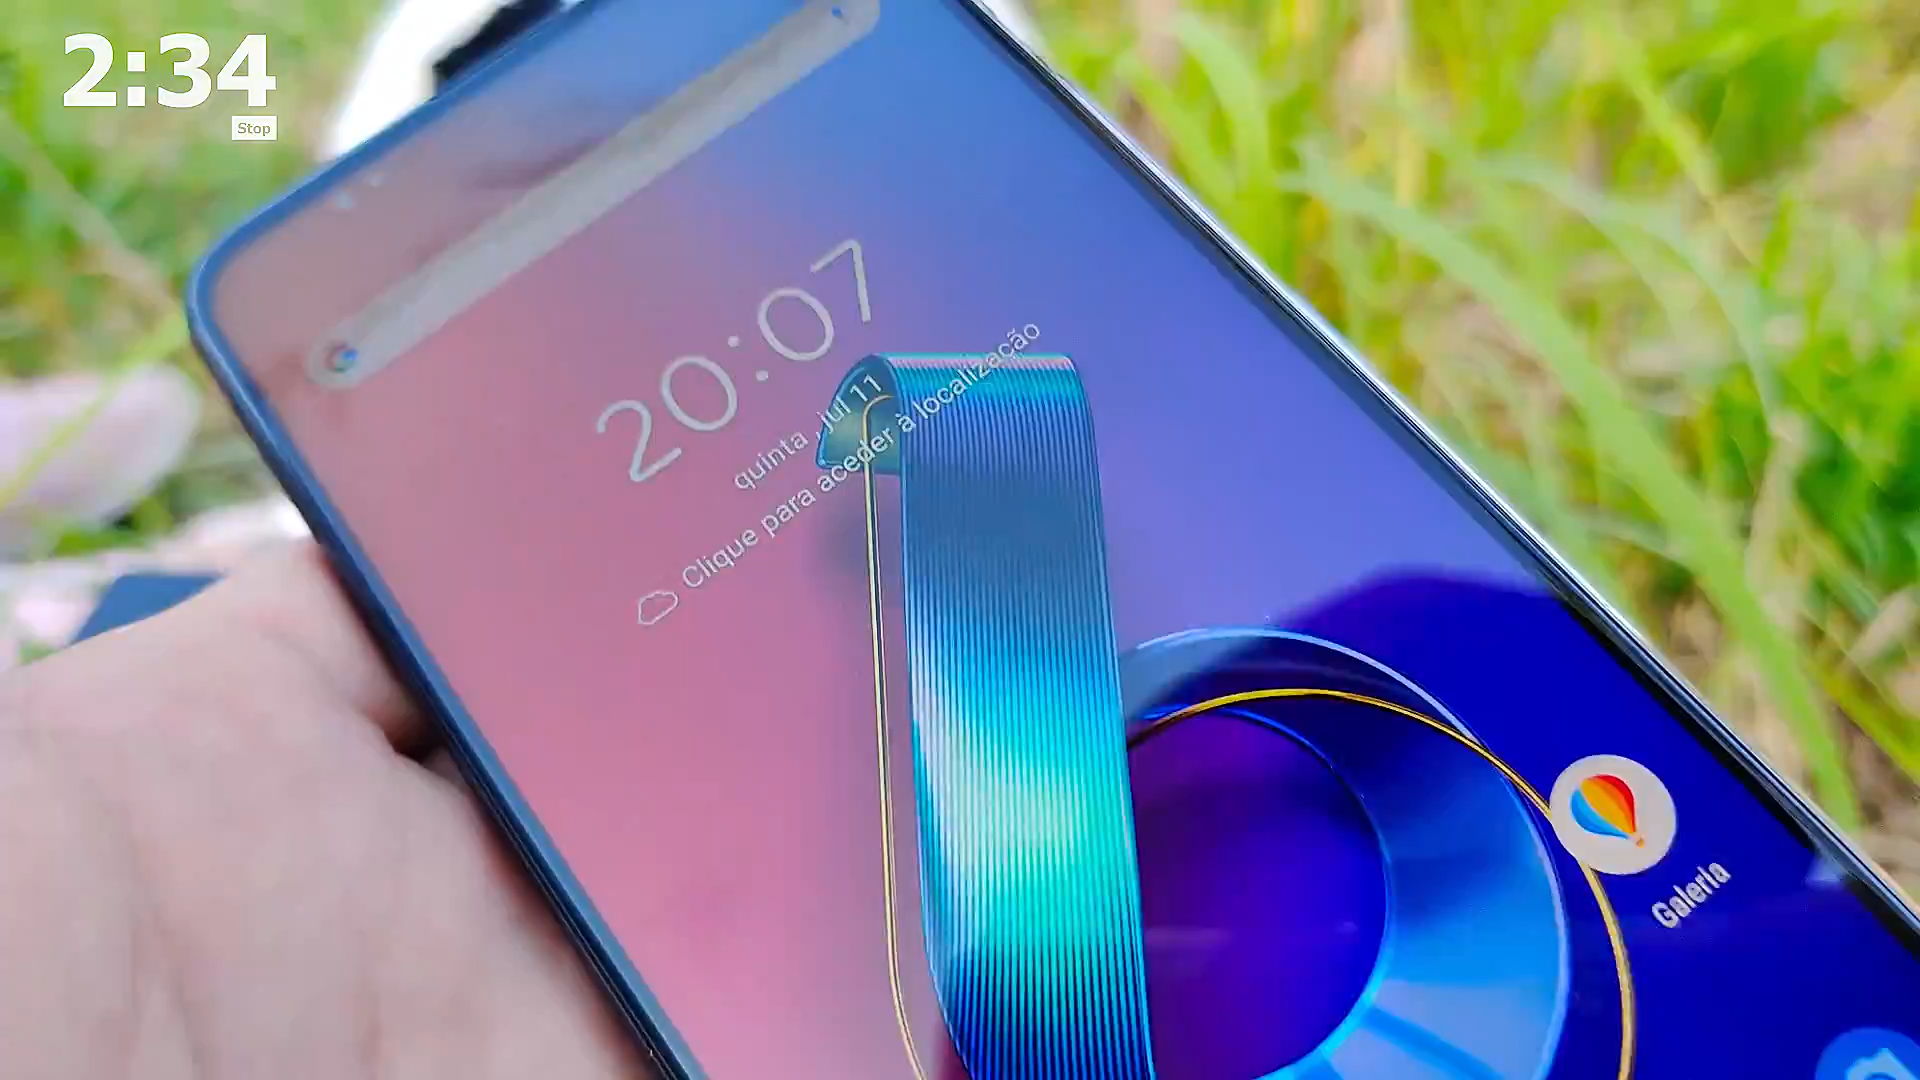 2:34
Stop
20:07
quinta , jul 11
Clique para aceder à localização
Galeria